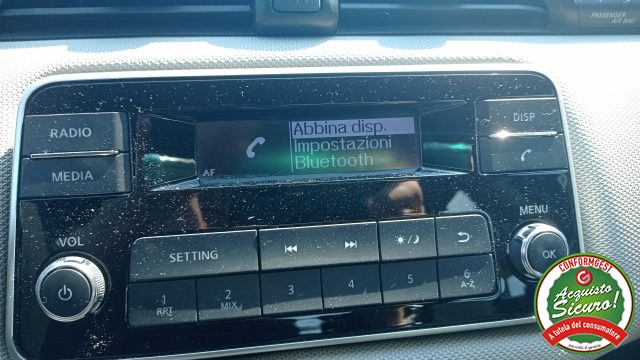 PASSENGER
AIR BAG
RADIO
MEDIA
AF
Abbina disp.
Impostazioni
Bluetooth
DISP
VOL
MENU
SETTING
OK
1
RPT
2
MIX
3
4
5
6
A-Z
CONFORMGEST
Acquisto
Sicuro!
A tutela del consumatore